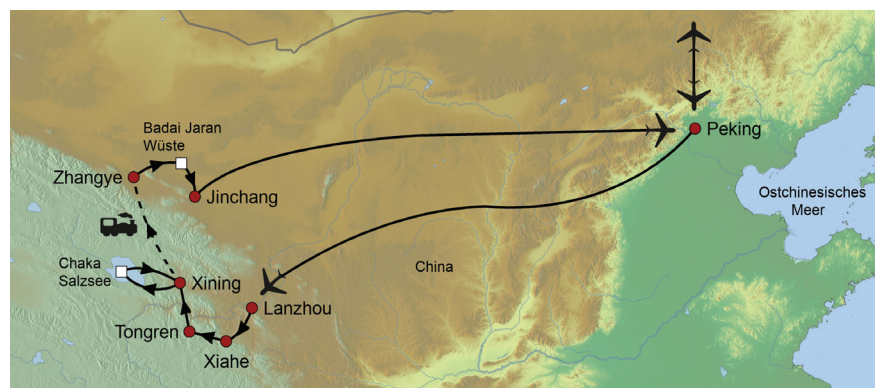 Peking
Badai Jaran
Wüste
Zhangye
Jinchang
Ostchinesisches
Meer
Chaka
Salzsee
Xining
China
Lanzhou
Tongren
Xiahe